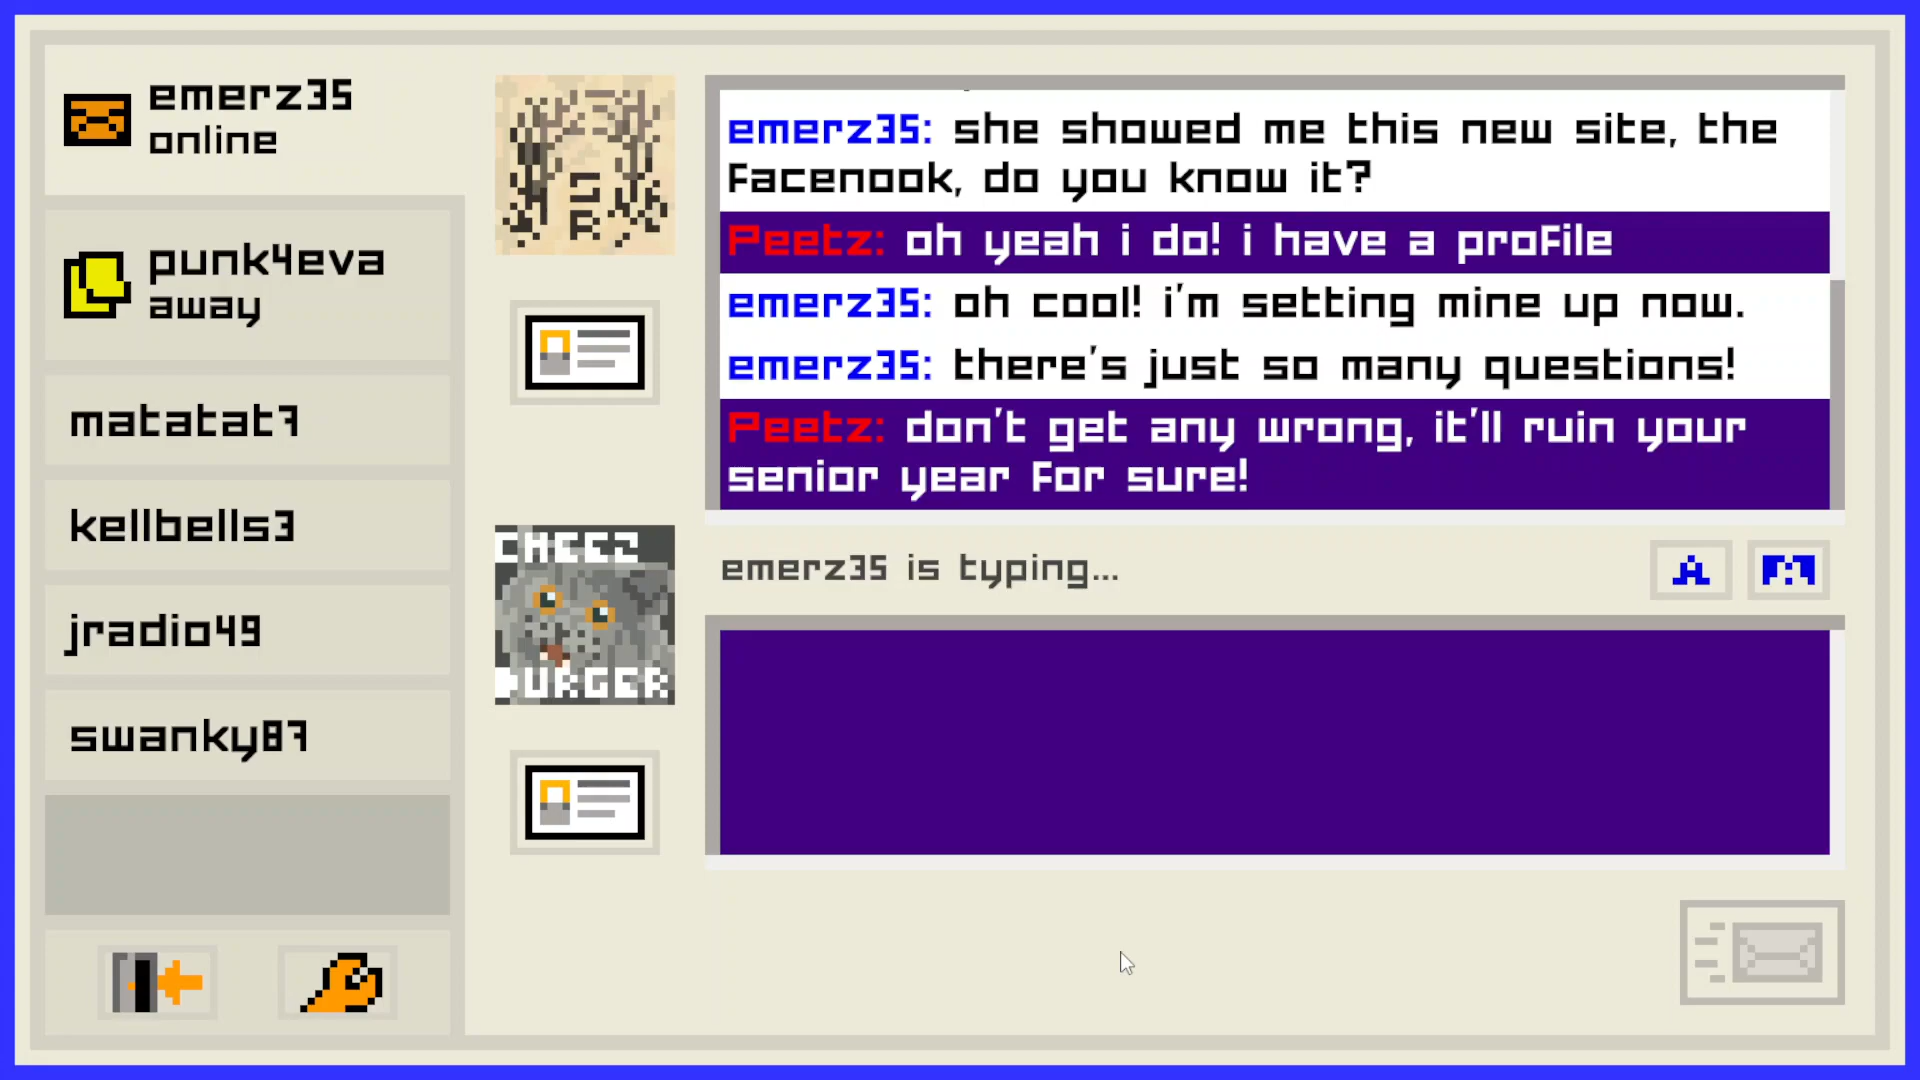 emerz35
online
punk4eva
away
matatat7
kellbells3
jradio49
swanky87
emerz35: she showed me this new site, the
Facenook, do you know it?
Peetz: oh yeah i do! i have a profile
emerz35: oh cool! i'm setting mine up now.
emerz35: there's just so many questions!
Peetz: don't get any wrong, it'll ruin your
senior year for sure!
CHEEZ
BURGER
emerz35 is typing...
A